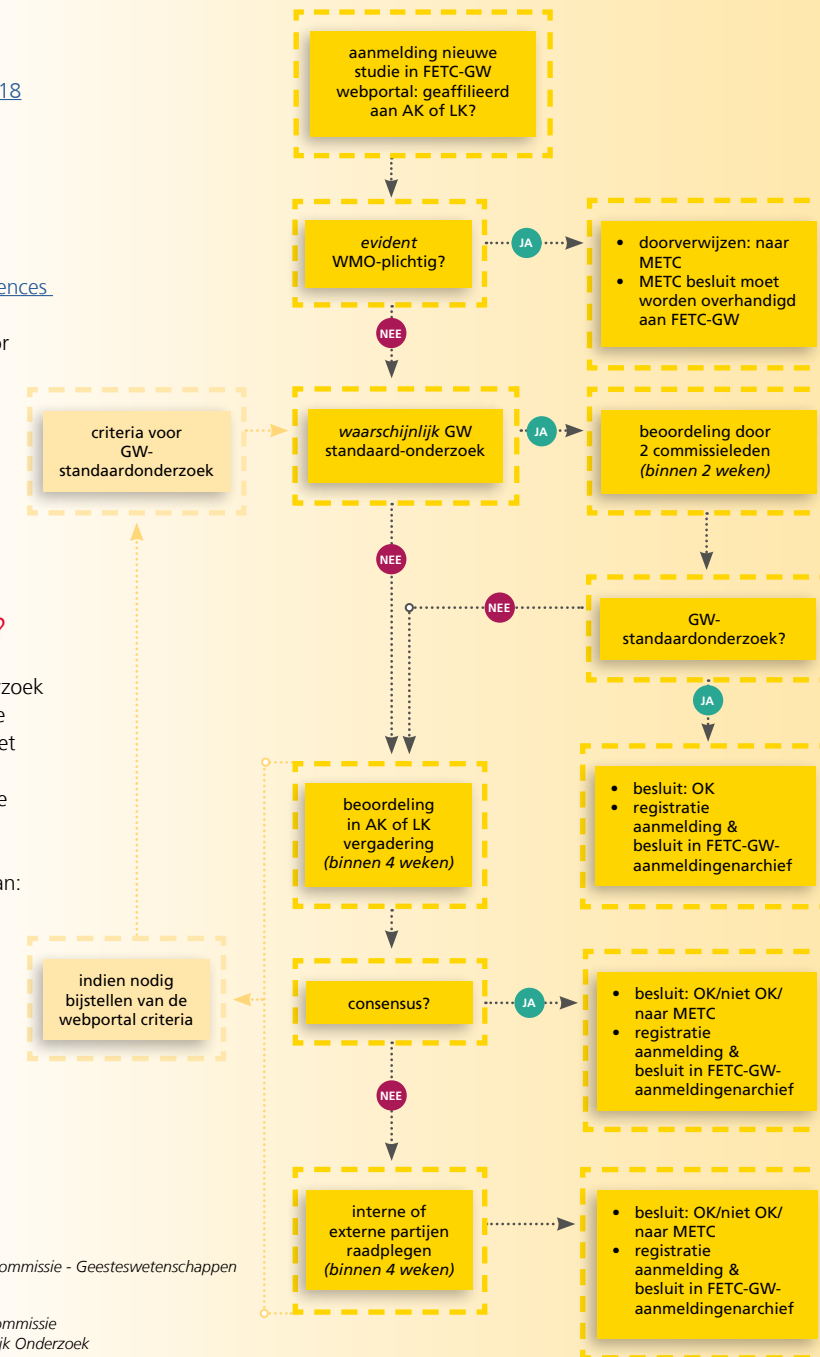 aanmelding nieuwe
studie in FETC-GW
webportal: geaffilieerd
aan AK of LK?
18
evident
WMO-plichtig?
JA
• doorverwijzen: naar
METC
• METC besluit moet
worden overhandigd
aan FETC-GW
ences
NEE
or
criteria voor
GW-
standaardonderzoek
waarschijnlijk GW
standaard-onderzoek
JA
beoordeling door
2 commissieleden
(binnen 2 weken)
NEE
NEE
GW-
standaardonderzoek?
?
zoek
e
et
e
an:
JA
beoordeling
in AK of LK
vergadering
(binnen 4 weken)
• besluit: OK
• registratie
aanmelding &
besluit in FETC-GW-
aanmeldingenarchief
indien nodig
bijstellen van de
webportal criteria
consensus?
JA
• besluit: OK/niet OK/
naar METC
• registratie
aanmelding &
besluit in FETC-GW-
aanmeldingenarchief
NEE
interne of
externe partijen
raadplegen
(binnen 4 weken)
• besluit: OK/niet OK/
naar METC
• registratie
aanmelding &
besluit in FETC-GW-
aanmeldingenarchief
ommissie - Geesteswetenschappen
ommissie
ijk Onderzoek